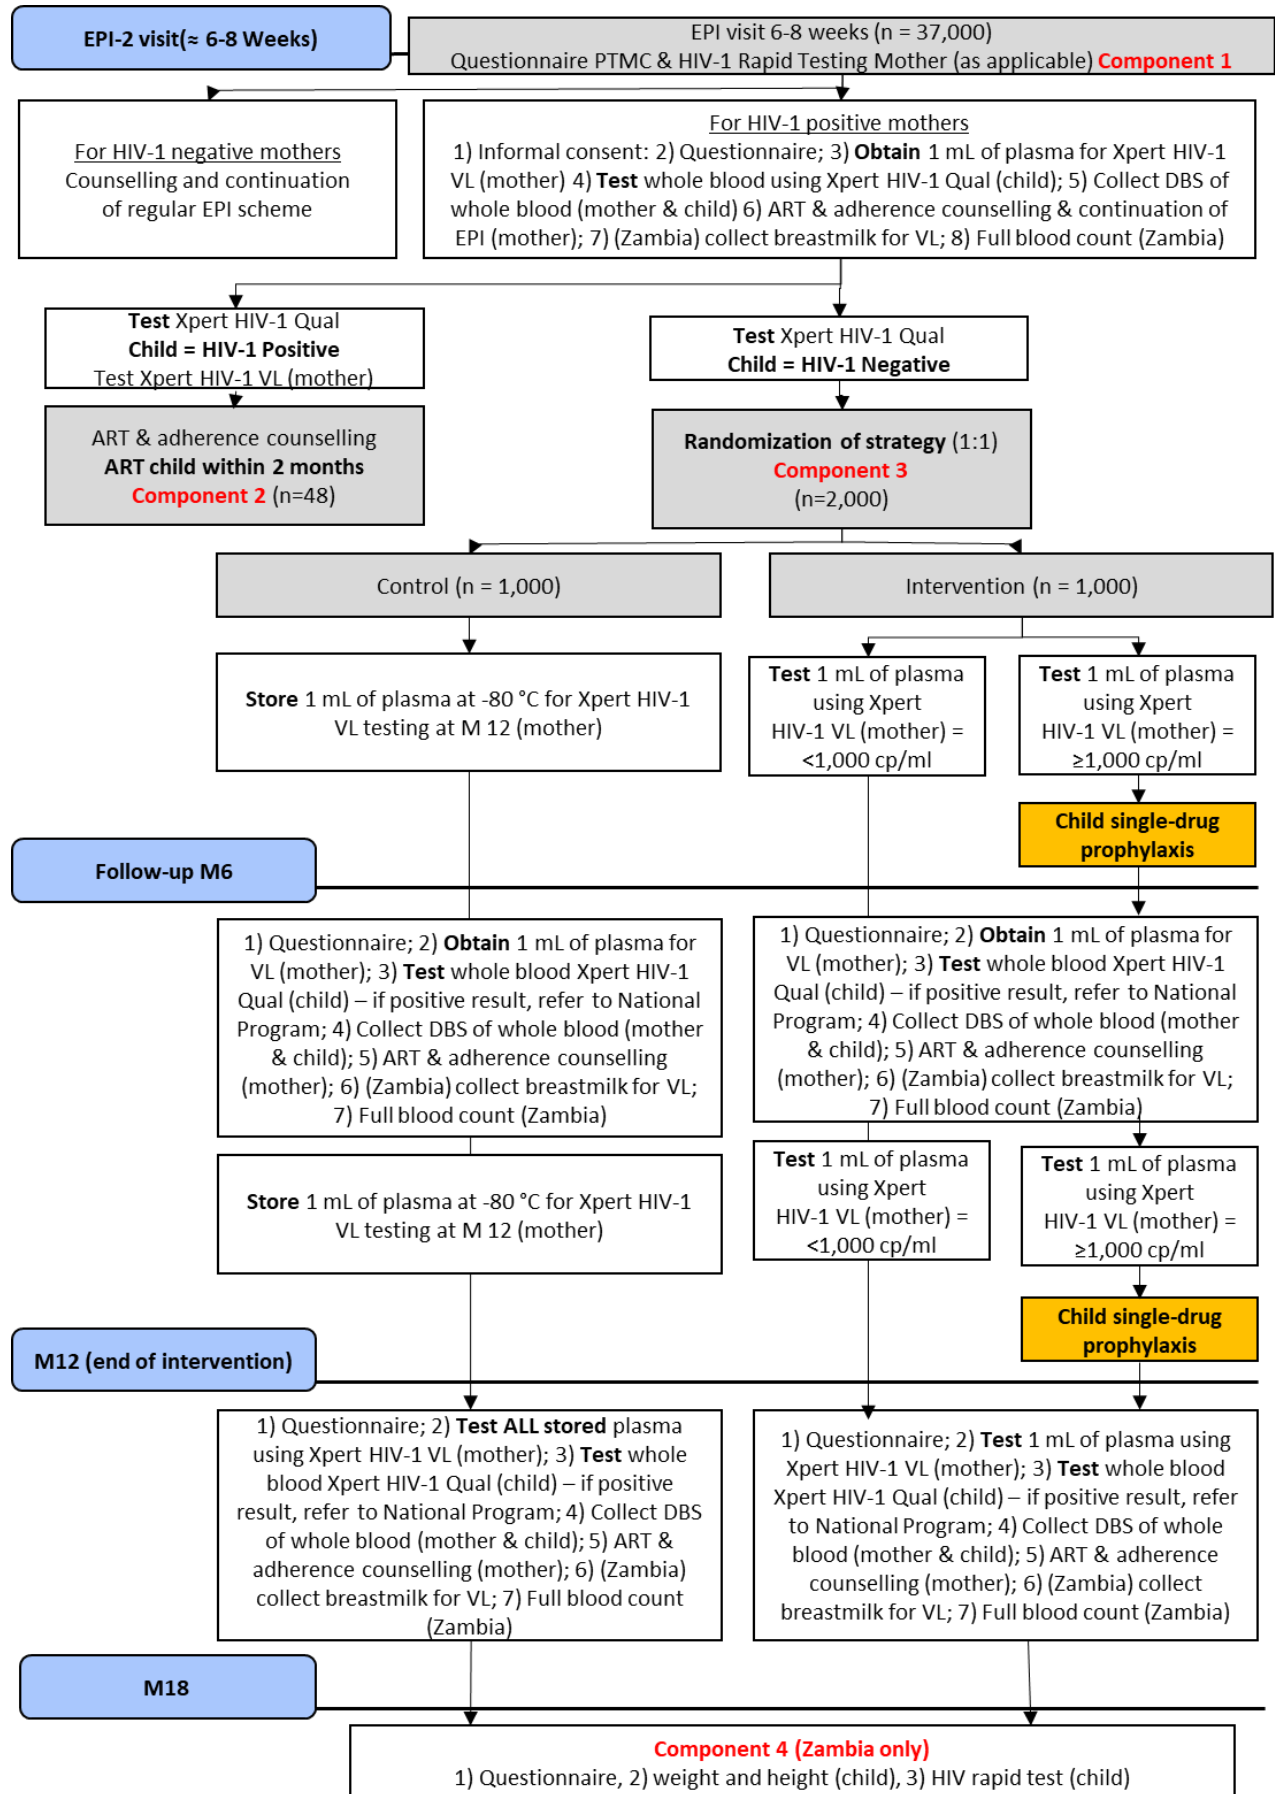 EPI-2 visit(≈ 6-8 Weeks)
EPI visit 6-8 weeks (n = 37,000)
Questionnaire PTMC & HIV-1 Rapid Testing Mother (as applicable) Component 1
For HIV-1 negative mothers
Counselling and continuation
of regular EPI scheme
For HIV-1 positive mothers
1) Informal consent: 2) Questionnaire; 3) Obtain 1 mL of plasma for Xpert HIV-1
VL (mother) 4) Test whole blood using Xpert HIV-1 Qual (child); 5) Collect DBS of
whole blood (mother & child) 6) ART & adherence counselling & continuation of
EPI (mother); 7) (Zambia) collect breastmilk for VL; 8) Full blood count (Zambia)
Test Xpert HIV-1 Qual
Child = HIV-1 Positive
Test Xpert HIV-1 VL (mother)
Test Xpert HIV-1 Qual
Child = HIV-1 Negative
ART & adherence counselling
ART child within 2 months
Component 2 (n=48)
Randomization of strategy (1:1)
Component 3
(n=2,000)
Control (n = 1,000)
Intervention (n = 1,000)
Store 1 mL of plasma at -80 °C for Xpert HIV-1
VL testing at M 12 (mother)
Test 1 mL of plasma
using Xpert
HIV-1 VL (mother) =
<1,000 cp/ml
Test 1 mL of plasma
using Xpert
HIV-1 VL (mother) =
≥1,000 cp/ml
Child single-drug
prophylaxis
Follow-up M6
1) Questionnaire; 2) Obtain 1 mL of plasma for
VL (mother); 3) Test whole blood Xpert HIV-1
Qual (child) – if positive result, refer to National
Program; 4) Collect DBS of whole blood (mother
& child); 5) ART & adherence counselling
(mother); 6) (Zambia) collect breastmilk for VL;
7) Full blood count (Zambia)
1) Questionnaire; 2) Obtain 1 mL of plasma for
VL (mother); 3) Test whole blood Xpert HIV-1
Qual (child) – if positive result, refer to National
Program; 4) Collect DBS of whole blood (mother
& child); 5) ART & adherence counselling
(mother); 6) (Zambia) collect breastmilk for VL;
7) Full blood count (Zambia)
Store 1 mL of plasma at -80 °C for Xpert HIV-1
VL testing at M 12 (mother)
Test 1 mL of plasma
using Xpert
HIV-1 VL (mother) =
<1,000 cp/ml
Test 1 mL of plasma
using Xpert
HIV-1 VL (mother) =
≥1,000 cp/ml
Child single-drug
prophylaxis
M12 (end of intervention)
1) Questionnaire; 2) Test ALL stored plasma
using Xpert HIV-1 VL (mother); 3) Test whole
blood Xpert HIV-1 Qual (child) – if positive
result, refer to National Program; 4) Collect DBS
of whole blood (mother & child); 5) ART &
adherence counselling (mother); 6) (Zambia)
collect breastmilk for VL; 7) Full blood count
(Zambia)
1) Questionnaire; 2) Test 1 mL of plasma using
Xpert HIV-1 VL (mother); 3) Test whole blood
Xpert HIV-1 Qual (child) – if positive result, refer
to National Program; 4) Collect DBS of whole
blood (mother & child); 5) ART & adherence
counselling (mother); 6) (Zambia) collect
breastmilk for VL; 7) Full blood count (Zambia)
M18
Component 4 (Zambia only)
1) Questionnaire, 2) weight and height (child), 3) HIV rapid test (child)